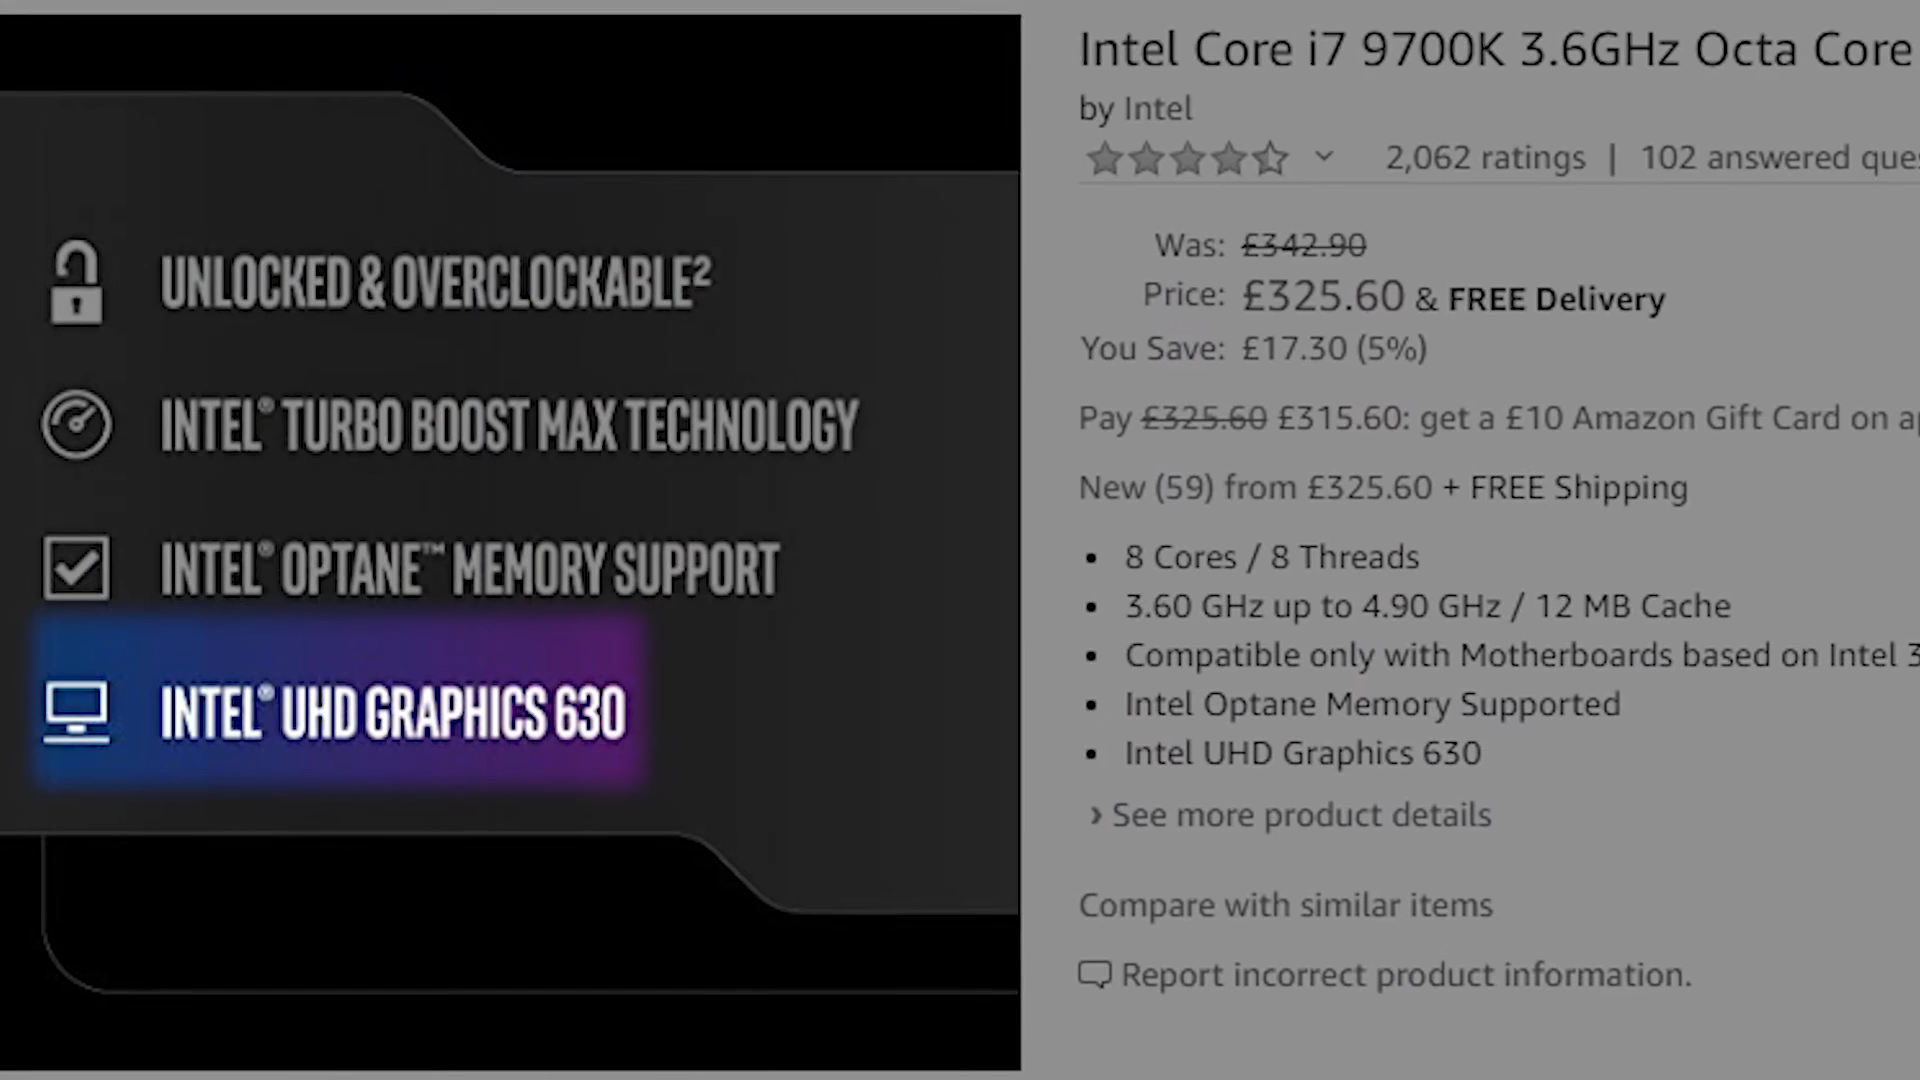 UNLOCKED & OVERCLOCKABLE²
INTEL® TURBO BOOST MAX TECHNOLOGY
INTEL® OPTANE™ MEMORY SUPPORT
INTEL® UHD GRAPHICS 630
Intel Core i7 9700K 3.6GHz Octa Core
by Intel
2,062 ratings | 102 answered
Was: £342.90
Price: £325.60 & FREE Delivery
You Save: £17.30 (5%)
Pay £325.60 £315.60: get a £10 Amazon Gift Card on
New (59) from £325.60 + FREE Shipping
• 8 Cores / 8 Threads
• 3.60 GHz up to 4.90 GHz / 12 MB Cache
• Compatible only with Motherboards based on Intel 3
• Intel Optane Memory Supported
• Intel UHD Graphics 630
› See more product details
Compare with similar items
Report incorrect product information.